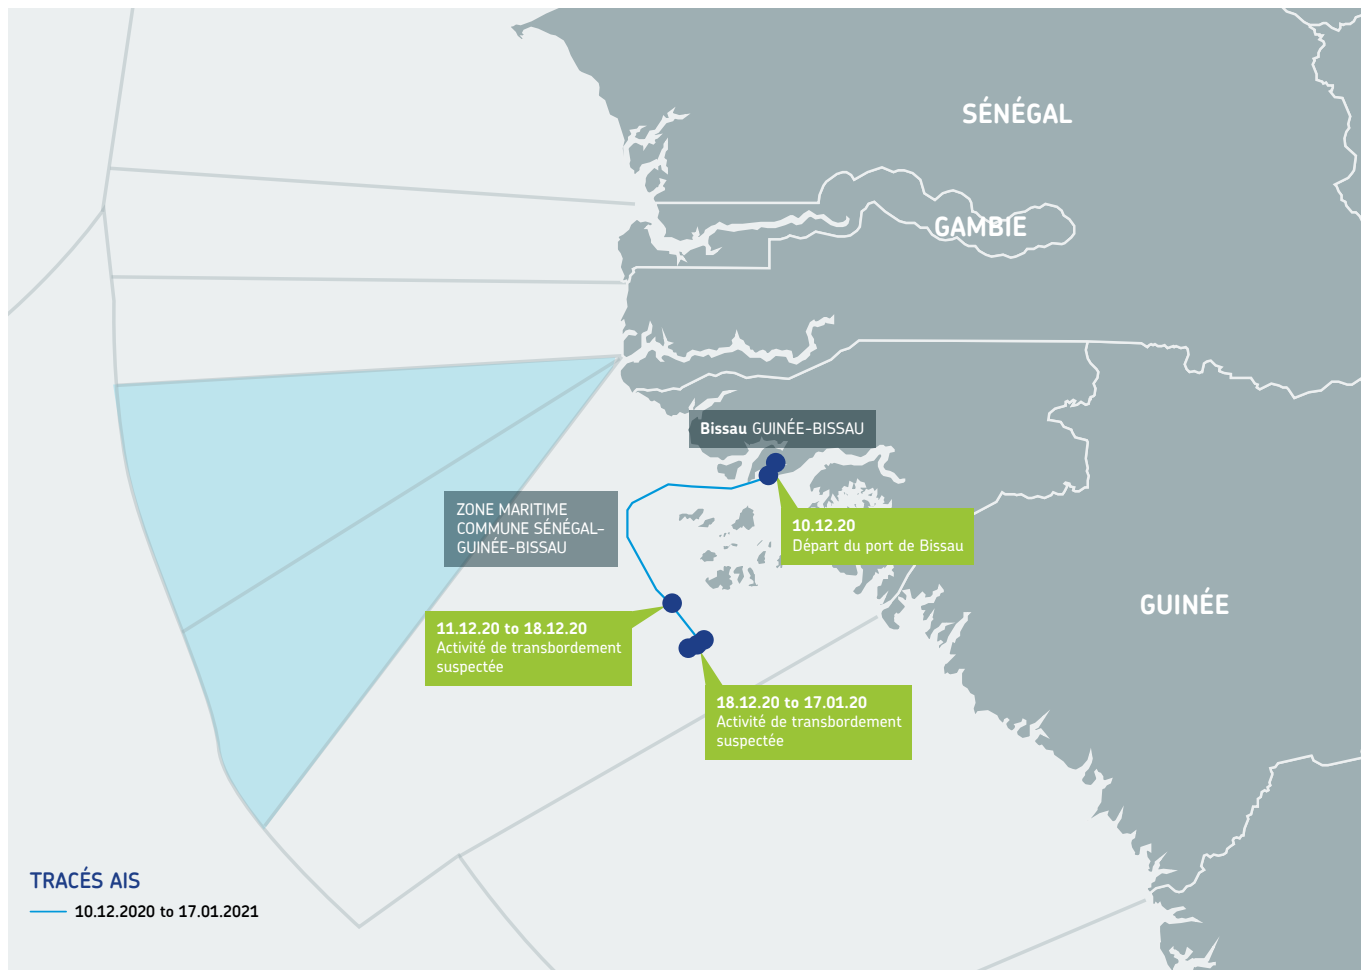 SÉNÉGAL
GAMBIE
Bissau GUINÉE-BISSAU
ZONE MARITIME
COMMUNE SÉNÉGAL–
GUINÉE-BISSAU
10.12.20
Départ du port de Bissau
GUINÉE
11.12.20 to 18.12.20
Activité de transbordement
suspectée
18.12.20 to 17.01.20
Activité de transbordement
suspectée
TRACÉS AIS
10.12.2020 to 17.01.2021